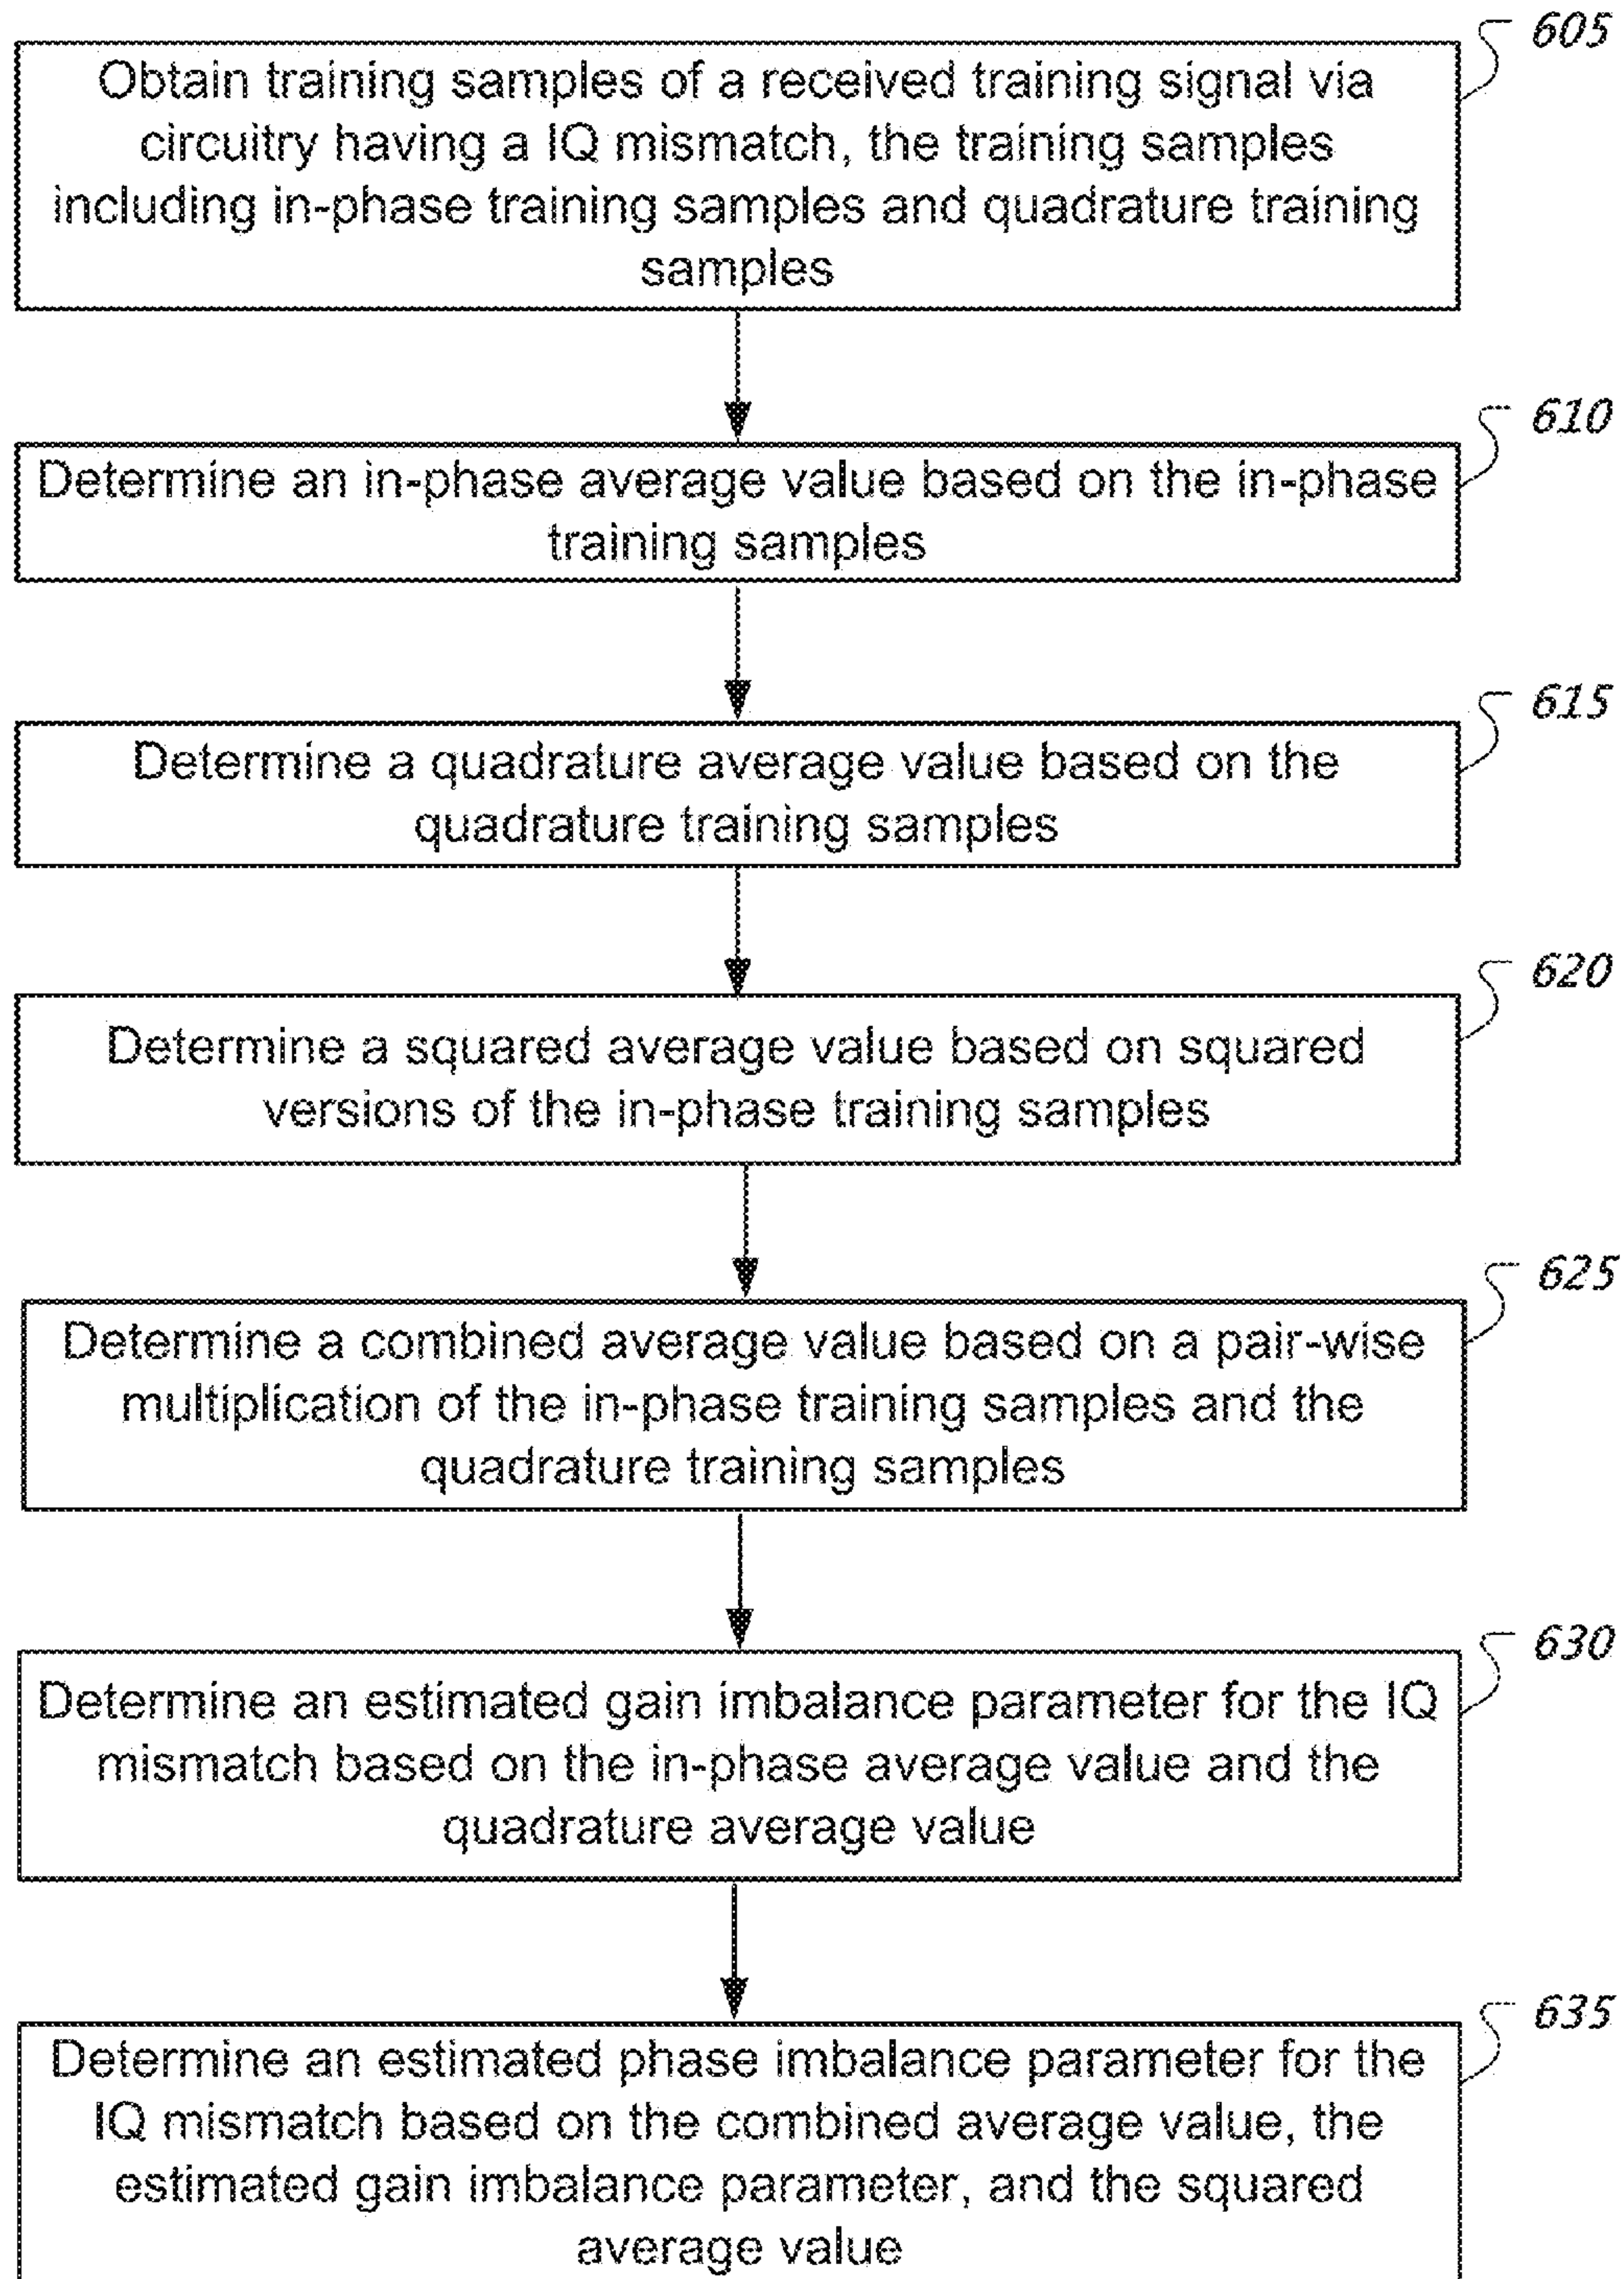 605
Obtain training samples of a received training signal via
circuitry having a IQ mismatch, the training samples
including in-phase training samples and quadrature training
samples
610
Determine an in-phase average value based on the in-phase
training samples
615
Determine a quadrature average value based on the
quadrature training samples
620
Determine a squared average value based on squared
versions of the in-phase training samples
625
Determine a combined average value based on a pair-wise
multiplication of the in-phase training samples and the
quadrature training samples
630
Determine an estimated gain imbalance parameter for the IQ
mismatch based on the in-phase average value and the
quadrature average value
635
Determine an estimated phase imbalance parameter for the
IQ mismatch based on the combined average value, the
estimated gain imbalance parameter, and the squared
average value